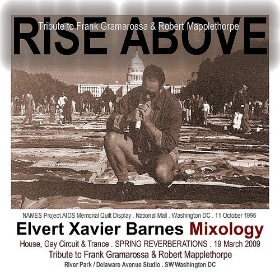 Tribute to Frank Gramarossa & Robert Mapplethorpe
RISE ABOVE
NAMES Project AIDS Memorial Quilt Display . National Mall . Washington DC . 11 October 1996
Elvert Xavier Barnes Mixology
House, Gay Circuit & Trance . SPRING REVERBERATIONS . 19 March 2009
Tribute to Frank Gramarossa & Robert Mapplethorpe
River Park / Delaware Avenue Studio . SW Washington DC